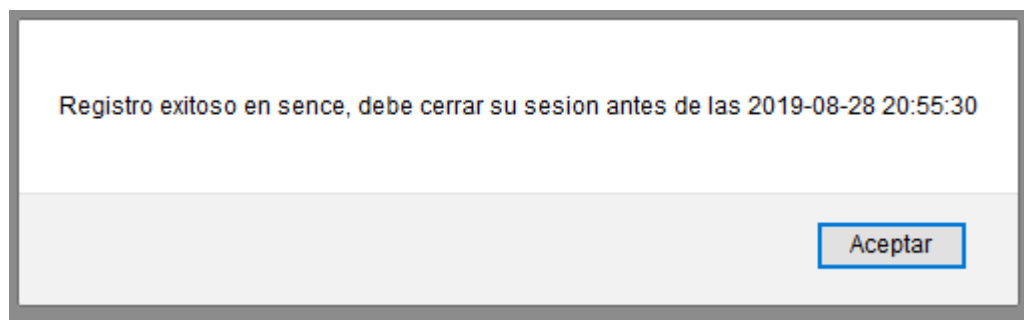 Registro exitoso en sence, debe cerrar su sesion antes de las 2019-08-28 20:55:30
Aceptar